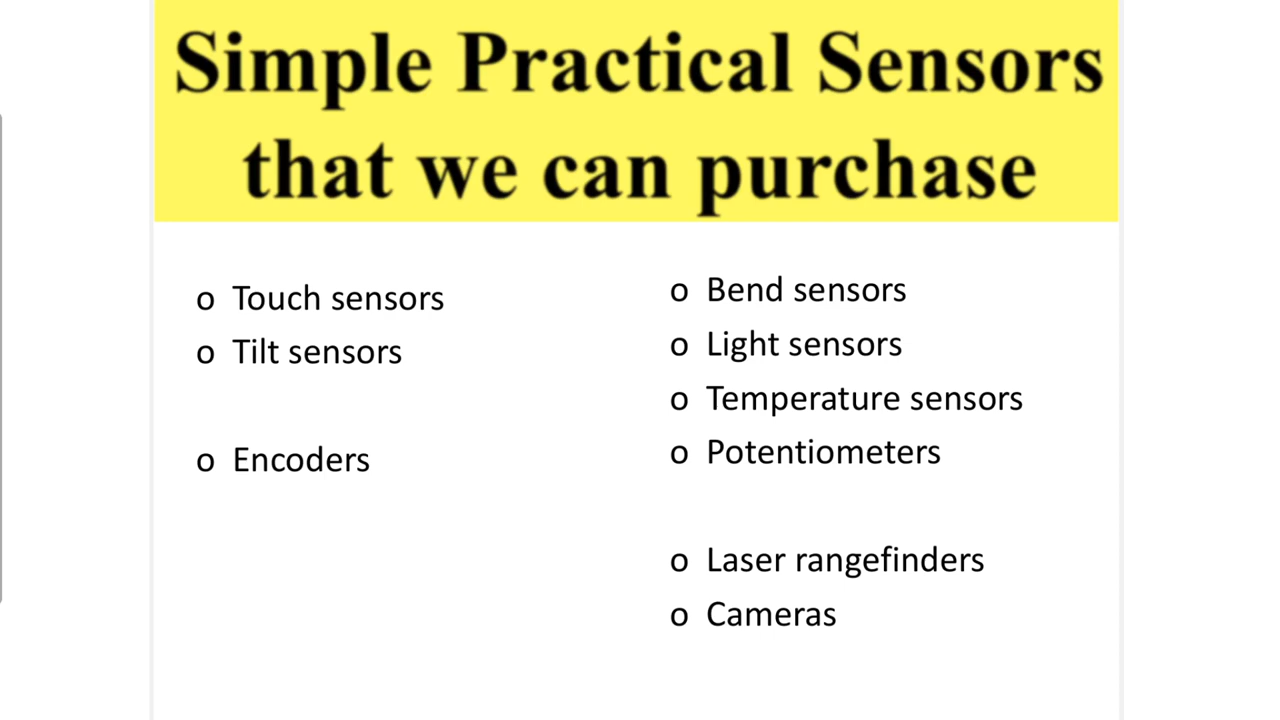 Simple Practical Sensors
that we can purchase
o Touch sensors
o Tilt sensors
o Encoders
o Bend sensors
o Light sensors
o Temperature sensors
o Potentiometers
o Laser rangefinders
o Cameras